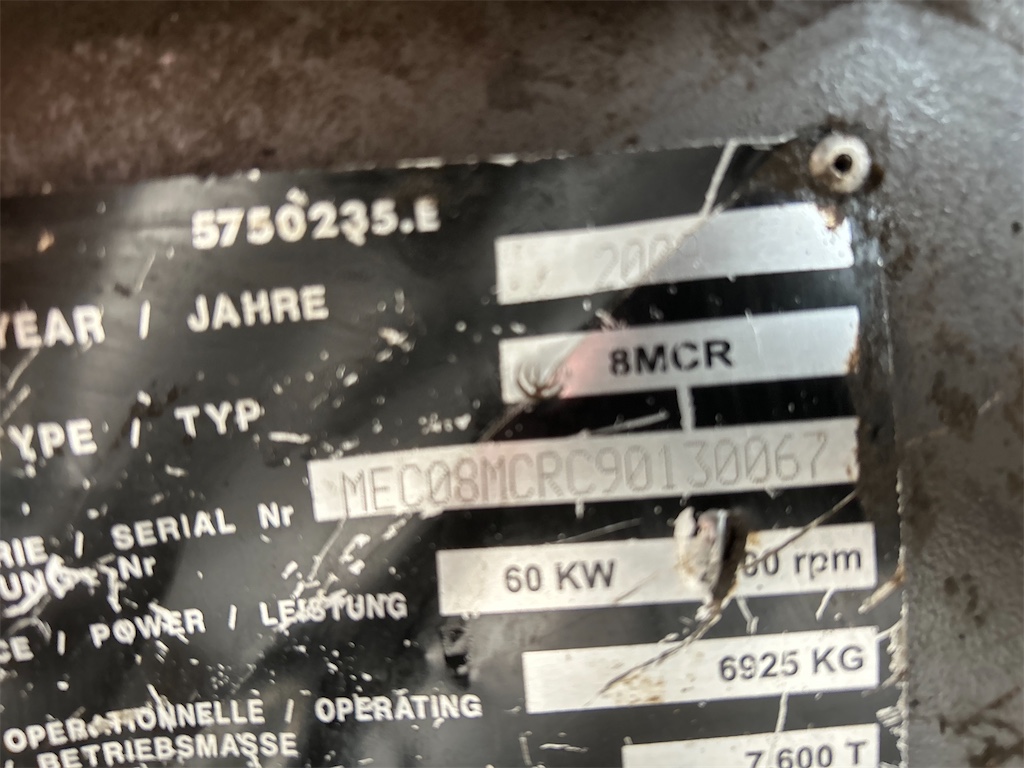 5750235.E
YEAR / JAHRE
8MCR
TYPE / TYP
MEC08MCRC90130067
SERIAL Nr
Nr
60 KW rpm
POWER / LEISTUNG
6925 KG
OPERATIONNELLE / OPERATING
BETRIEBSMASSE
7 600 T